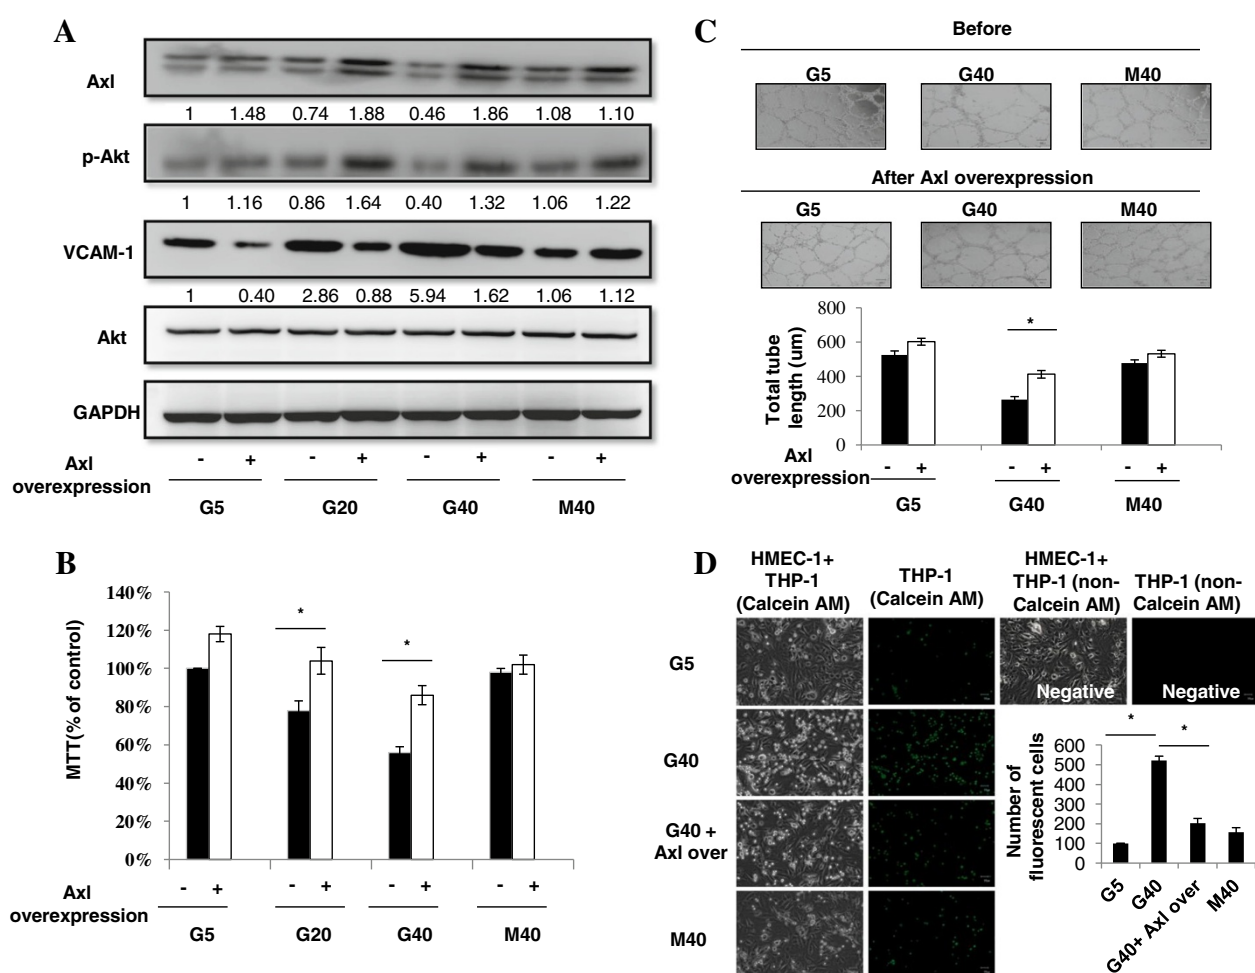 A
Axl
1 1.48 0.74 1.88 0.46 1.86 1.08 1.10
p-Akt
1 1.16 0.86 1.64 0.40 1.32 1.06 1.22
VCAM-1
1 0.40 2.86 0.88 5.94 1.62 1.06 1.12
Akt
GAPDH
Axl
overexpression
- + - + - + - +
G5 G20 G40 M40
B
MTT(% of control)
140%
120%
100%
80%
60%
40%
20%
0%
*
*
Axl
overexpression
- + - + - + - +
G5 G20 G40 M40
C
Before
G5 G40 M40
After Axl overexpression
G5 G40 M40
Total tube
length (um)
800
600
400
200
0
*
Axl
overexpression
- + - + - +
G5 G40 M40
D
HMEC-1+
THP-1
(Calcein AM)
THP-1
(Calcein AM)
HMEC-1+
THP-1 (non-
Calcein AM)
THP-1 (non-
Calcein AM)
G5
Negative
Negative
G40
G40 +
Axl over
M40
Number of
fluorescent cells
600
500
400
300
200
100
0
*
*
G5
G40
G40+ Axl over
M40